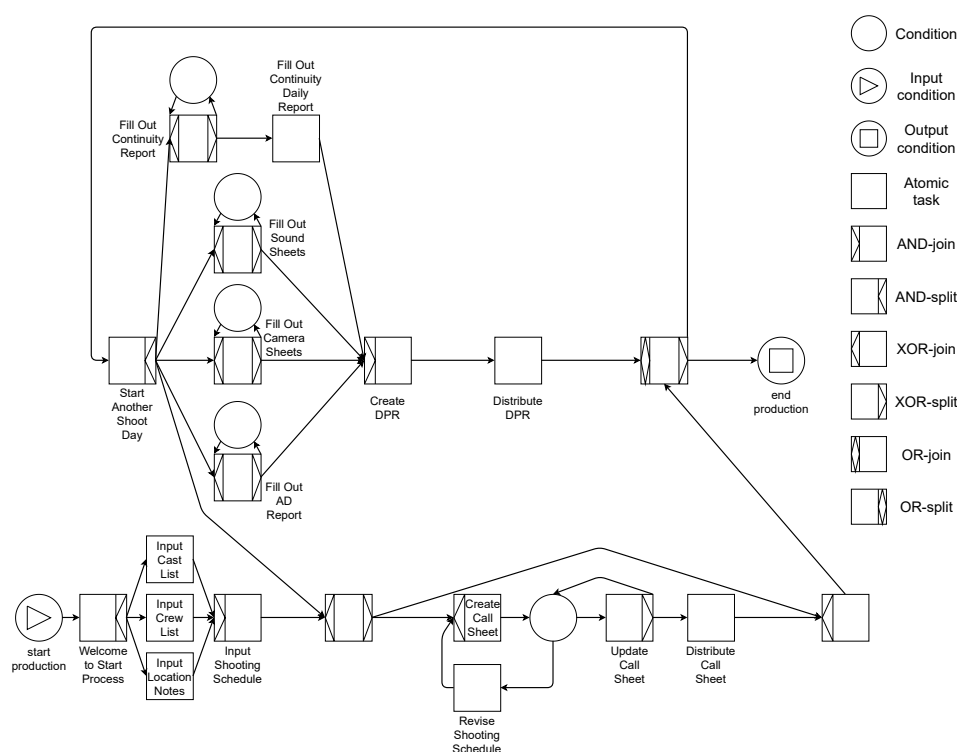 Condition
Input
condition
Output
condition
Atomic
task
AND-join
AND-split
XOR-join
XOR-split
OR-join
OR-split
Fill Out
Continuity
Daily
Report
Fill Out
Continuity
Report
Fill Out
Sound
Sheets
Fill Out
Camera
Sheets
Start
Another
Shoot
Day
Create
DPR
Distribute
DPR
end
production
Fill Out
AD
Report
Input
Cast
List
Input
Crew
List
Input
Location
Notes
start
production
Welcome
to Start
Process
Input
Shooting
Schedule
Create
Call
Sheet
Update
Call
Sheet
Distribute
Call
Sheet
Revise
Shooting
Schedule